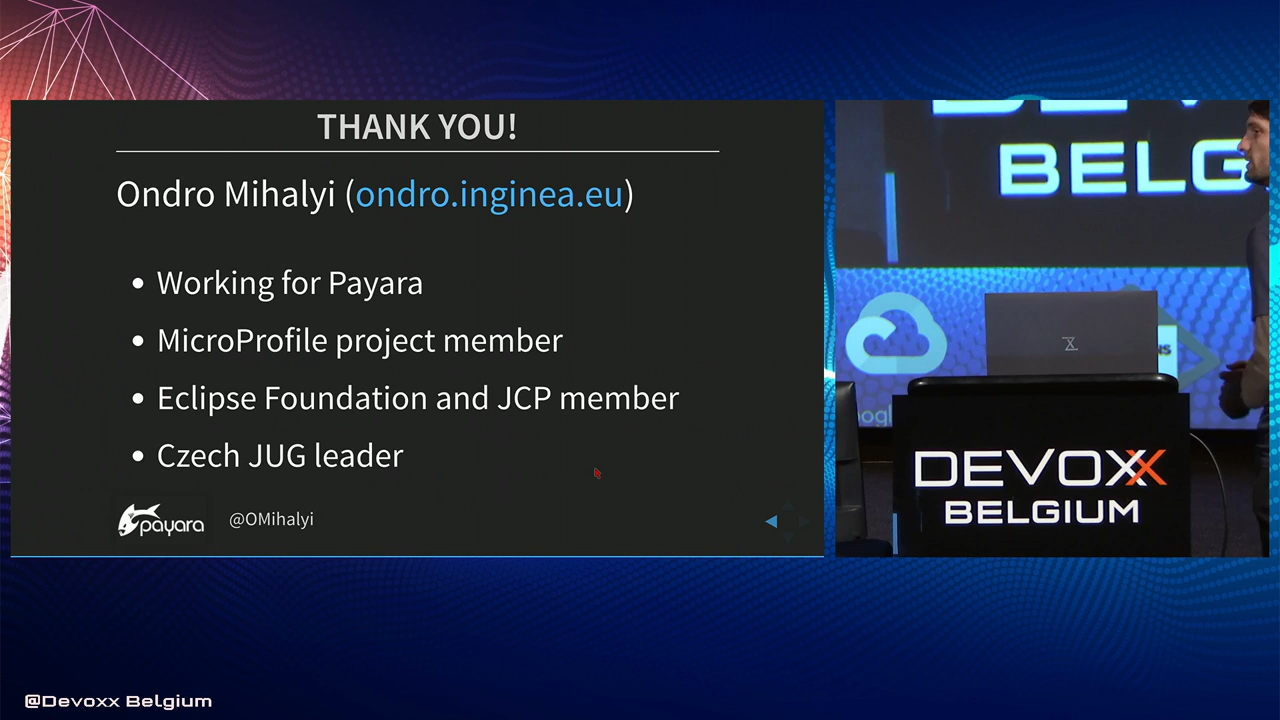 THANK YOU!
Ondro Mihalyi (ondro.inginea.eu)
• Working for Payara
• MicroProfile project member
• Eclipse Foundation and JCP member
• Czech JUG leader
payara
@OMihalyi
BELG
DEVOXX
BELGIUM
@Devoxx Belgium